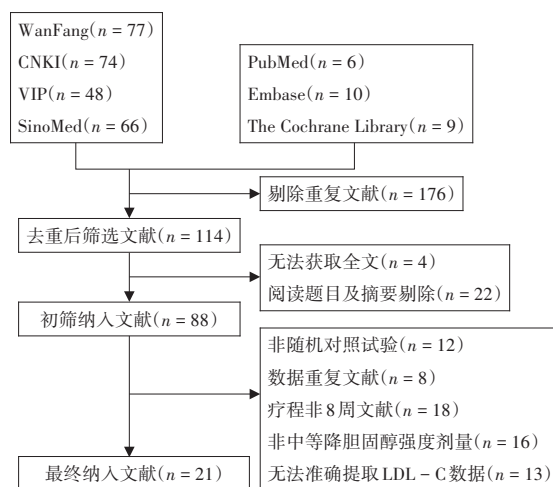 WanFang(n = 77)
CNKI(n = 74)
VIP(n = 48)
SinoMed(n = 66)
PubMed(n = 6)
Embase(n = 10)
The Cochrane Library(n = 9)
剔除重复文献(n = 176)
去重后筛选文献(n = 114)
无法获取全文(n = 4)
阅读题目及摘要剔除(n = 22)
初筛纳入文献(n = 88)
非随机对照试验(n = 12)
数据重复文献(n = 8)
疗程非8周文献(n = 18)
非中等降胆固醇强度剂量(n = 16)
无法准确提取LDL-C数据(n = 13)
最终纳入文献(n = 21)